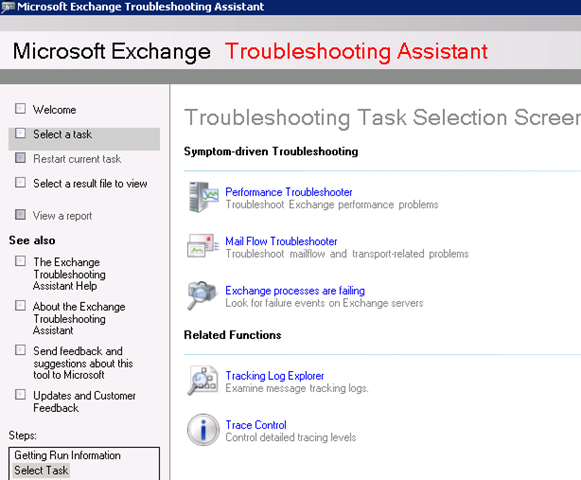 Microsoft Exchange Troubleshooting Assistant
Microsoft Exchange Troubleshooting Assistant
Welcome
Select a task
Restart current task
Select a result file to view
View a report
See also
The Exchange
Troubleshooting
Assistant Help
About the Exchange
Troubleshooting
Assistant
Send feedback and
suggestions about this
tool to Microsoft
Updates and Customer
Feedback
Steps:
Getting Run Information
Select Task
Troubleshooting Task Selection Screen
Symptom-driven Troubleshooting
Performance Troubleshooter
Troubleshoot Exchange performance problems
Mail Flow Troubleshooter
Troubleshoot mailflow and transport-related problems
Exchange processes are failing
Look for failure events on Exchange servers
Related Functions
Tracking Log Explorer
Examine message tracking logs.
Trace Control
Control detailed tracing levels